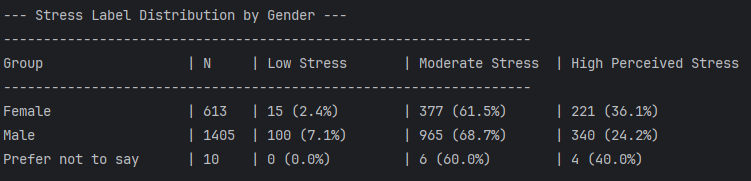 --- Stress Label Distribution by Gender ---
------------------------------------------------------------------
Group | N | Low Stress | Moderate Stress | High Perceived Stress
------------------------------------------------------------------
Female | 613 | 15 (2.4%) | 377 (61.5%) | 221 (36.1%)
Male | 1405 | 100 (7.1%) | 965 (68.7%) | 340 (24.2%)
Prefer not to say | 10 | 0 (0.0%) | 6 (60.0%) | 4 (40.0%)